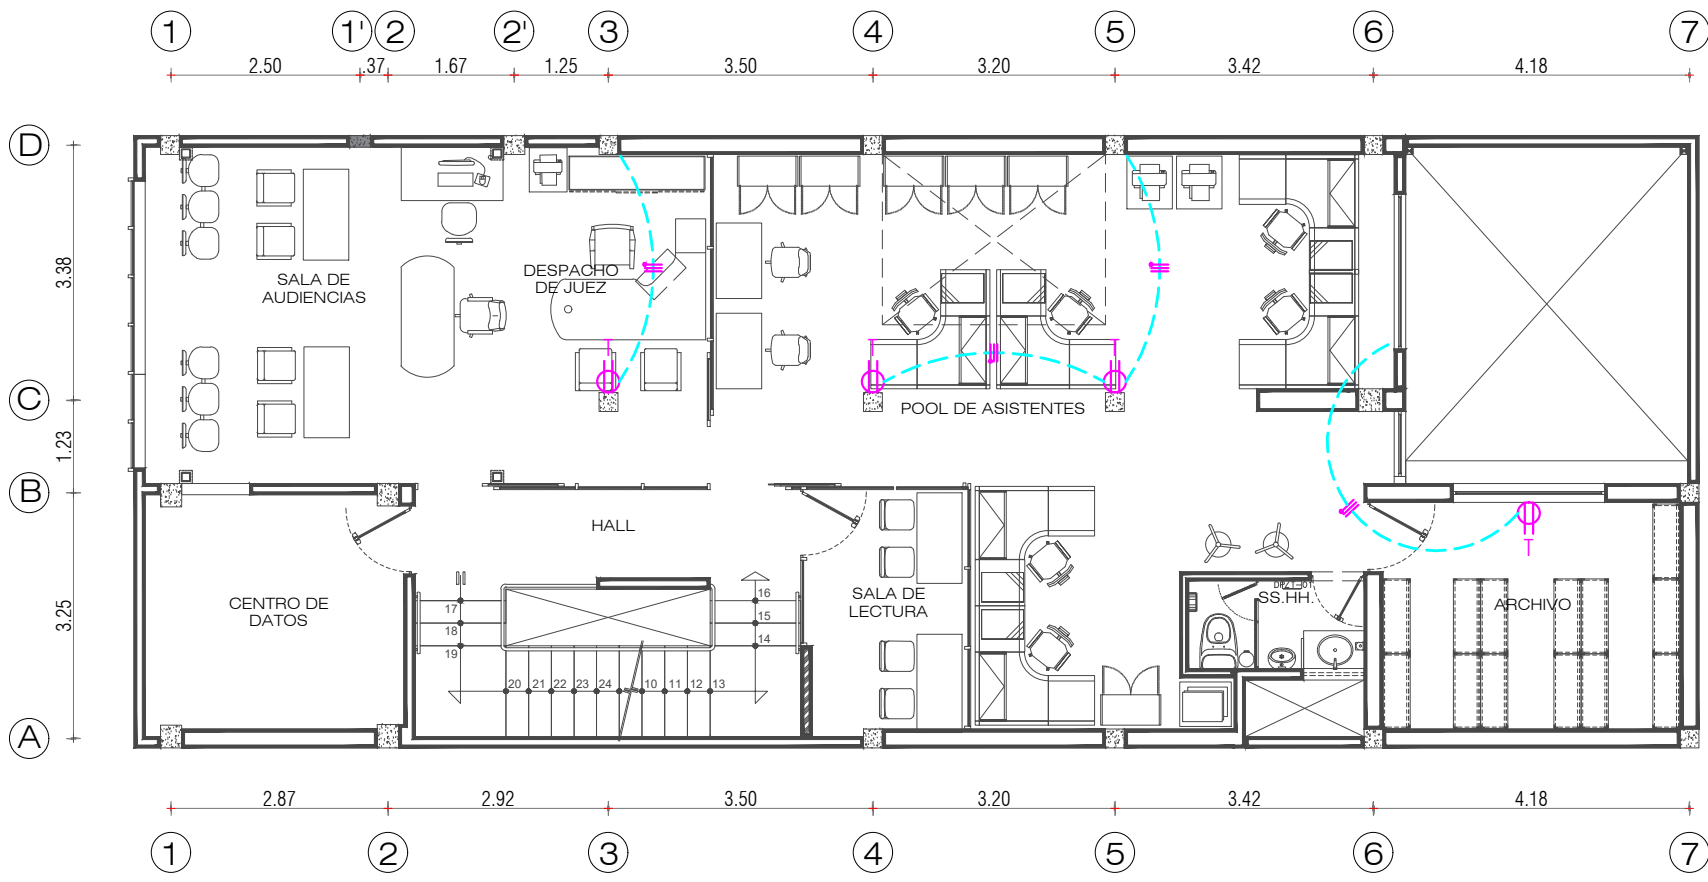 1 1' 2 2' 3 4 5 6 7
2.50 .37 1.67 1.25 3.50 3.20 3.42 4.18
D
3.38
SALA DE
AUDIENCIAS
DESPACHO
DE JUEZ
C
POOL DE ASISTENTES
1.23
B
HALL
T
T
T
T
3.25
CENTRO DE
DATOS
17
18
19
16
15
14
20 21 22 23 24 10 11 12 13
SALA DE
LECTURA
SS.HH.
ARCHIVO
A
2.87 2.92 3.50 3.20 3.42 4.18
1 2 3 4 5 6 7